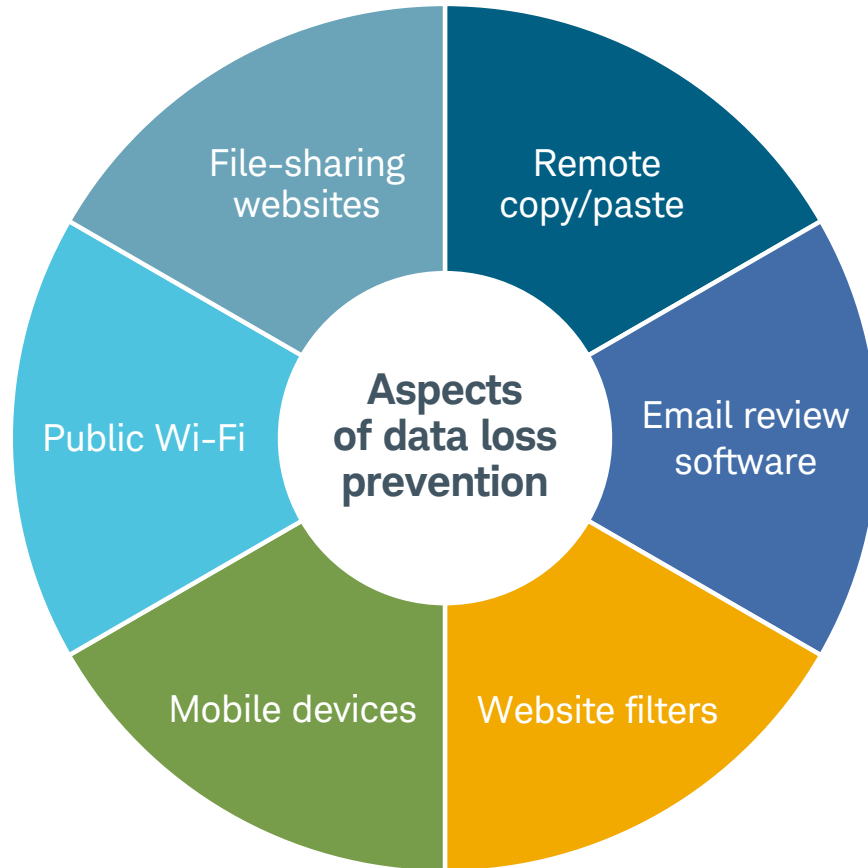 Aspects
of data loss
prevention
Remote
copy/paste
Email review
software
Website filters
Mobile devices
Public Wi-Fi
File-sharing
websites